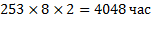 253 × 8 × 2 = 4048 час